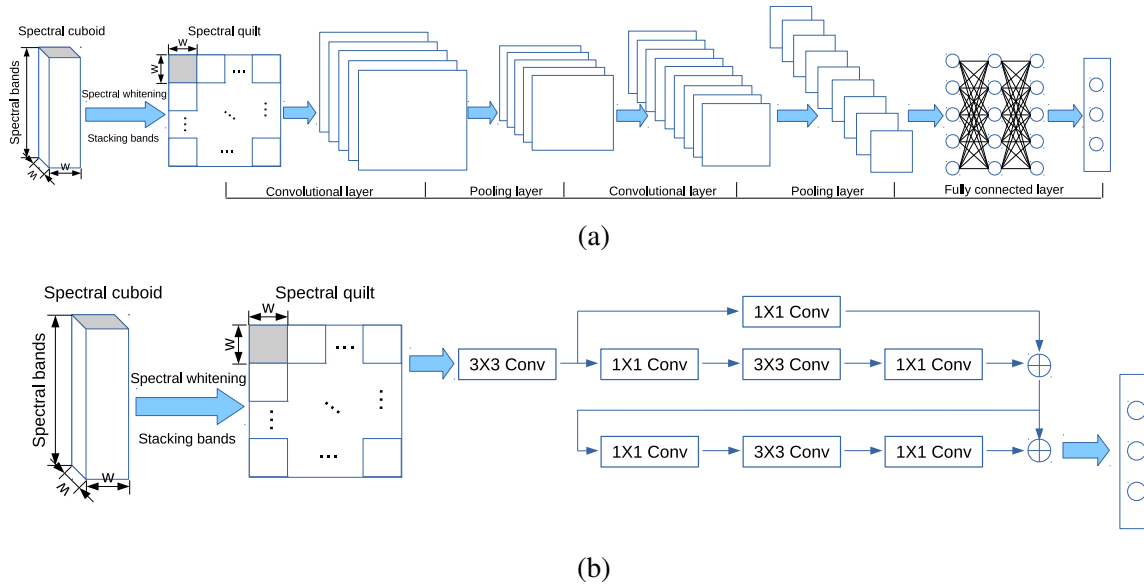 Spectral cuboid
Spectral quilt
w
w
Spectral bands
Spectral whitening
Stacking bands
w
w
Convolutional layer
Pooling layer
Convolutional layer
Pooling layer
Fully connected layer
(a)
Spectral cuboid
Spectral quilt
w
w
Spectral bands
Spectral whitening
Stacking bands
w
w
1X1 Conv
3X3 Conv
1X1 Conv
3X3 Conv
1X1 Conv
1X1 Conv
3X3 Conv
1X1 Conv
(b)